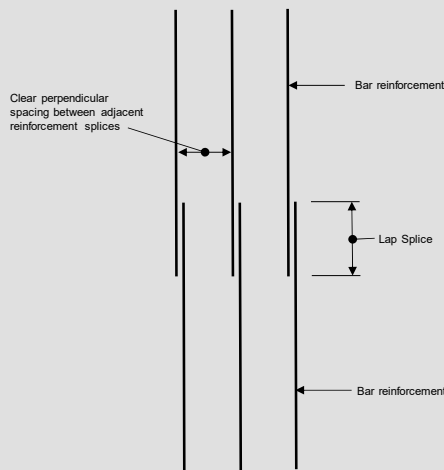 Bar reinforcement
Clear perpendicular
spacing between adjacent
reinforcement splices
Lap Splice
Bar reinforcement